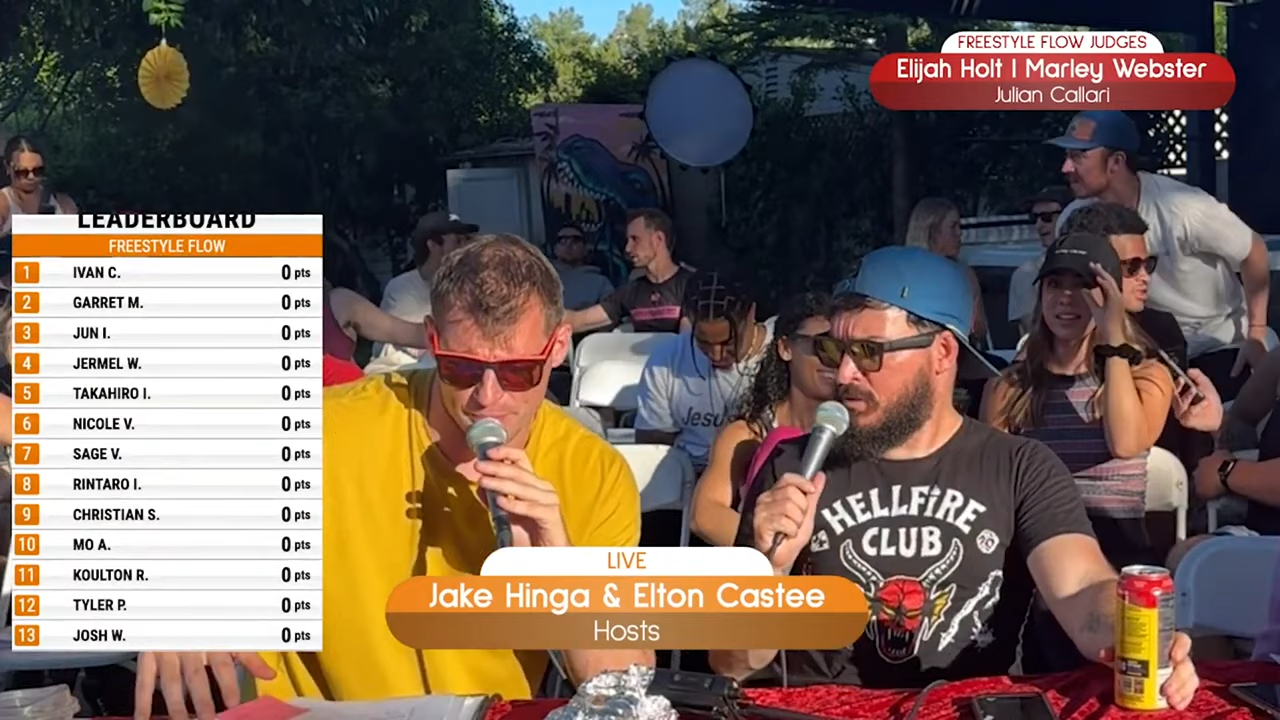 FREESTYLE FLOW JUDGES
Elijah Holt | Marley Webster
Julian Callari
LEADERBOARD
FREESTYLE FLOW
1 IVAN C. 0 pts
2 GARRET M. 0 pts
3 JUN I. 0 pts
4 JERMEL W. 0 pts
5 TAKAHIRO I. 0 pts
6 NICOLE V. 0 pts
7 SAGE V. 0 pts
8 RINTARO I. 0 pts
9 CHRISTIAN S. 0 pts
10 MO A. 0 pts
11 KOULTON R. 0 pts
12 TYLER P. 0 pts
13 JOSH W. 0 pts
Jesus
HELLFIRE
CLUB
LIVE
Jake Hinga & Elton Castee
Hosts